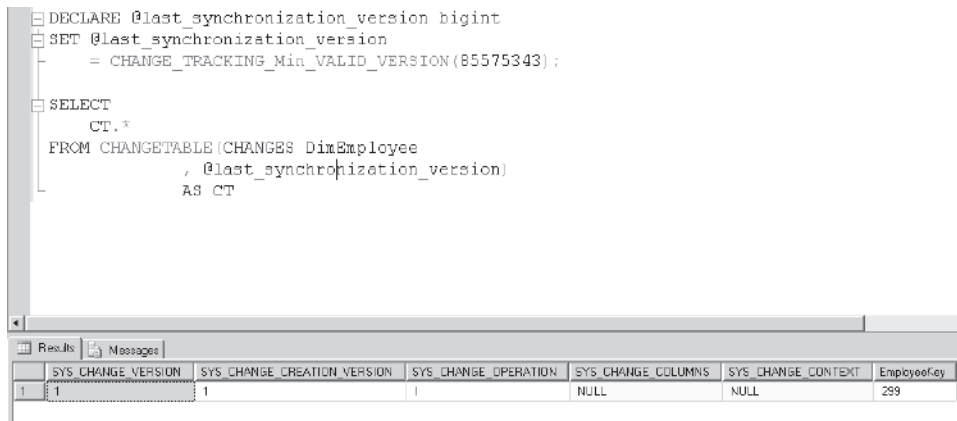 DECLARE @last_synchronization_version bigint
SET @last_synchronization_version
= CHANGE_TRACKING_Min_VALID_VERSION(85575343);
SELECT
CT.*
FROM CHANGETABLE(CHANGES DimEmployee
, @last_synchronization_version)
AS CT
Results Messages
SYS_CHANGE_VERSION SYS_CHANGE_CREATION_VERSION SYS_CHANGE_OPERATION SYS_CHANGE_COLUMNS SYS_CHANGE_CONTEXT EmployeeKey
1 1 1 I NULL NULL 299